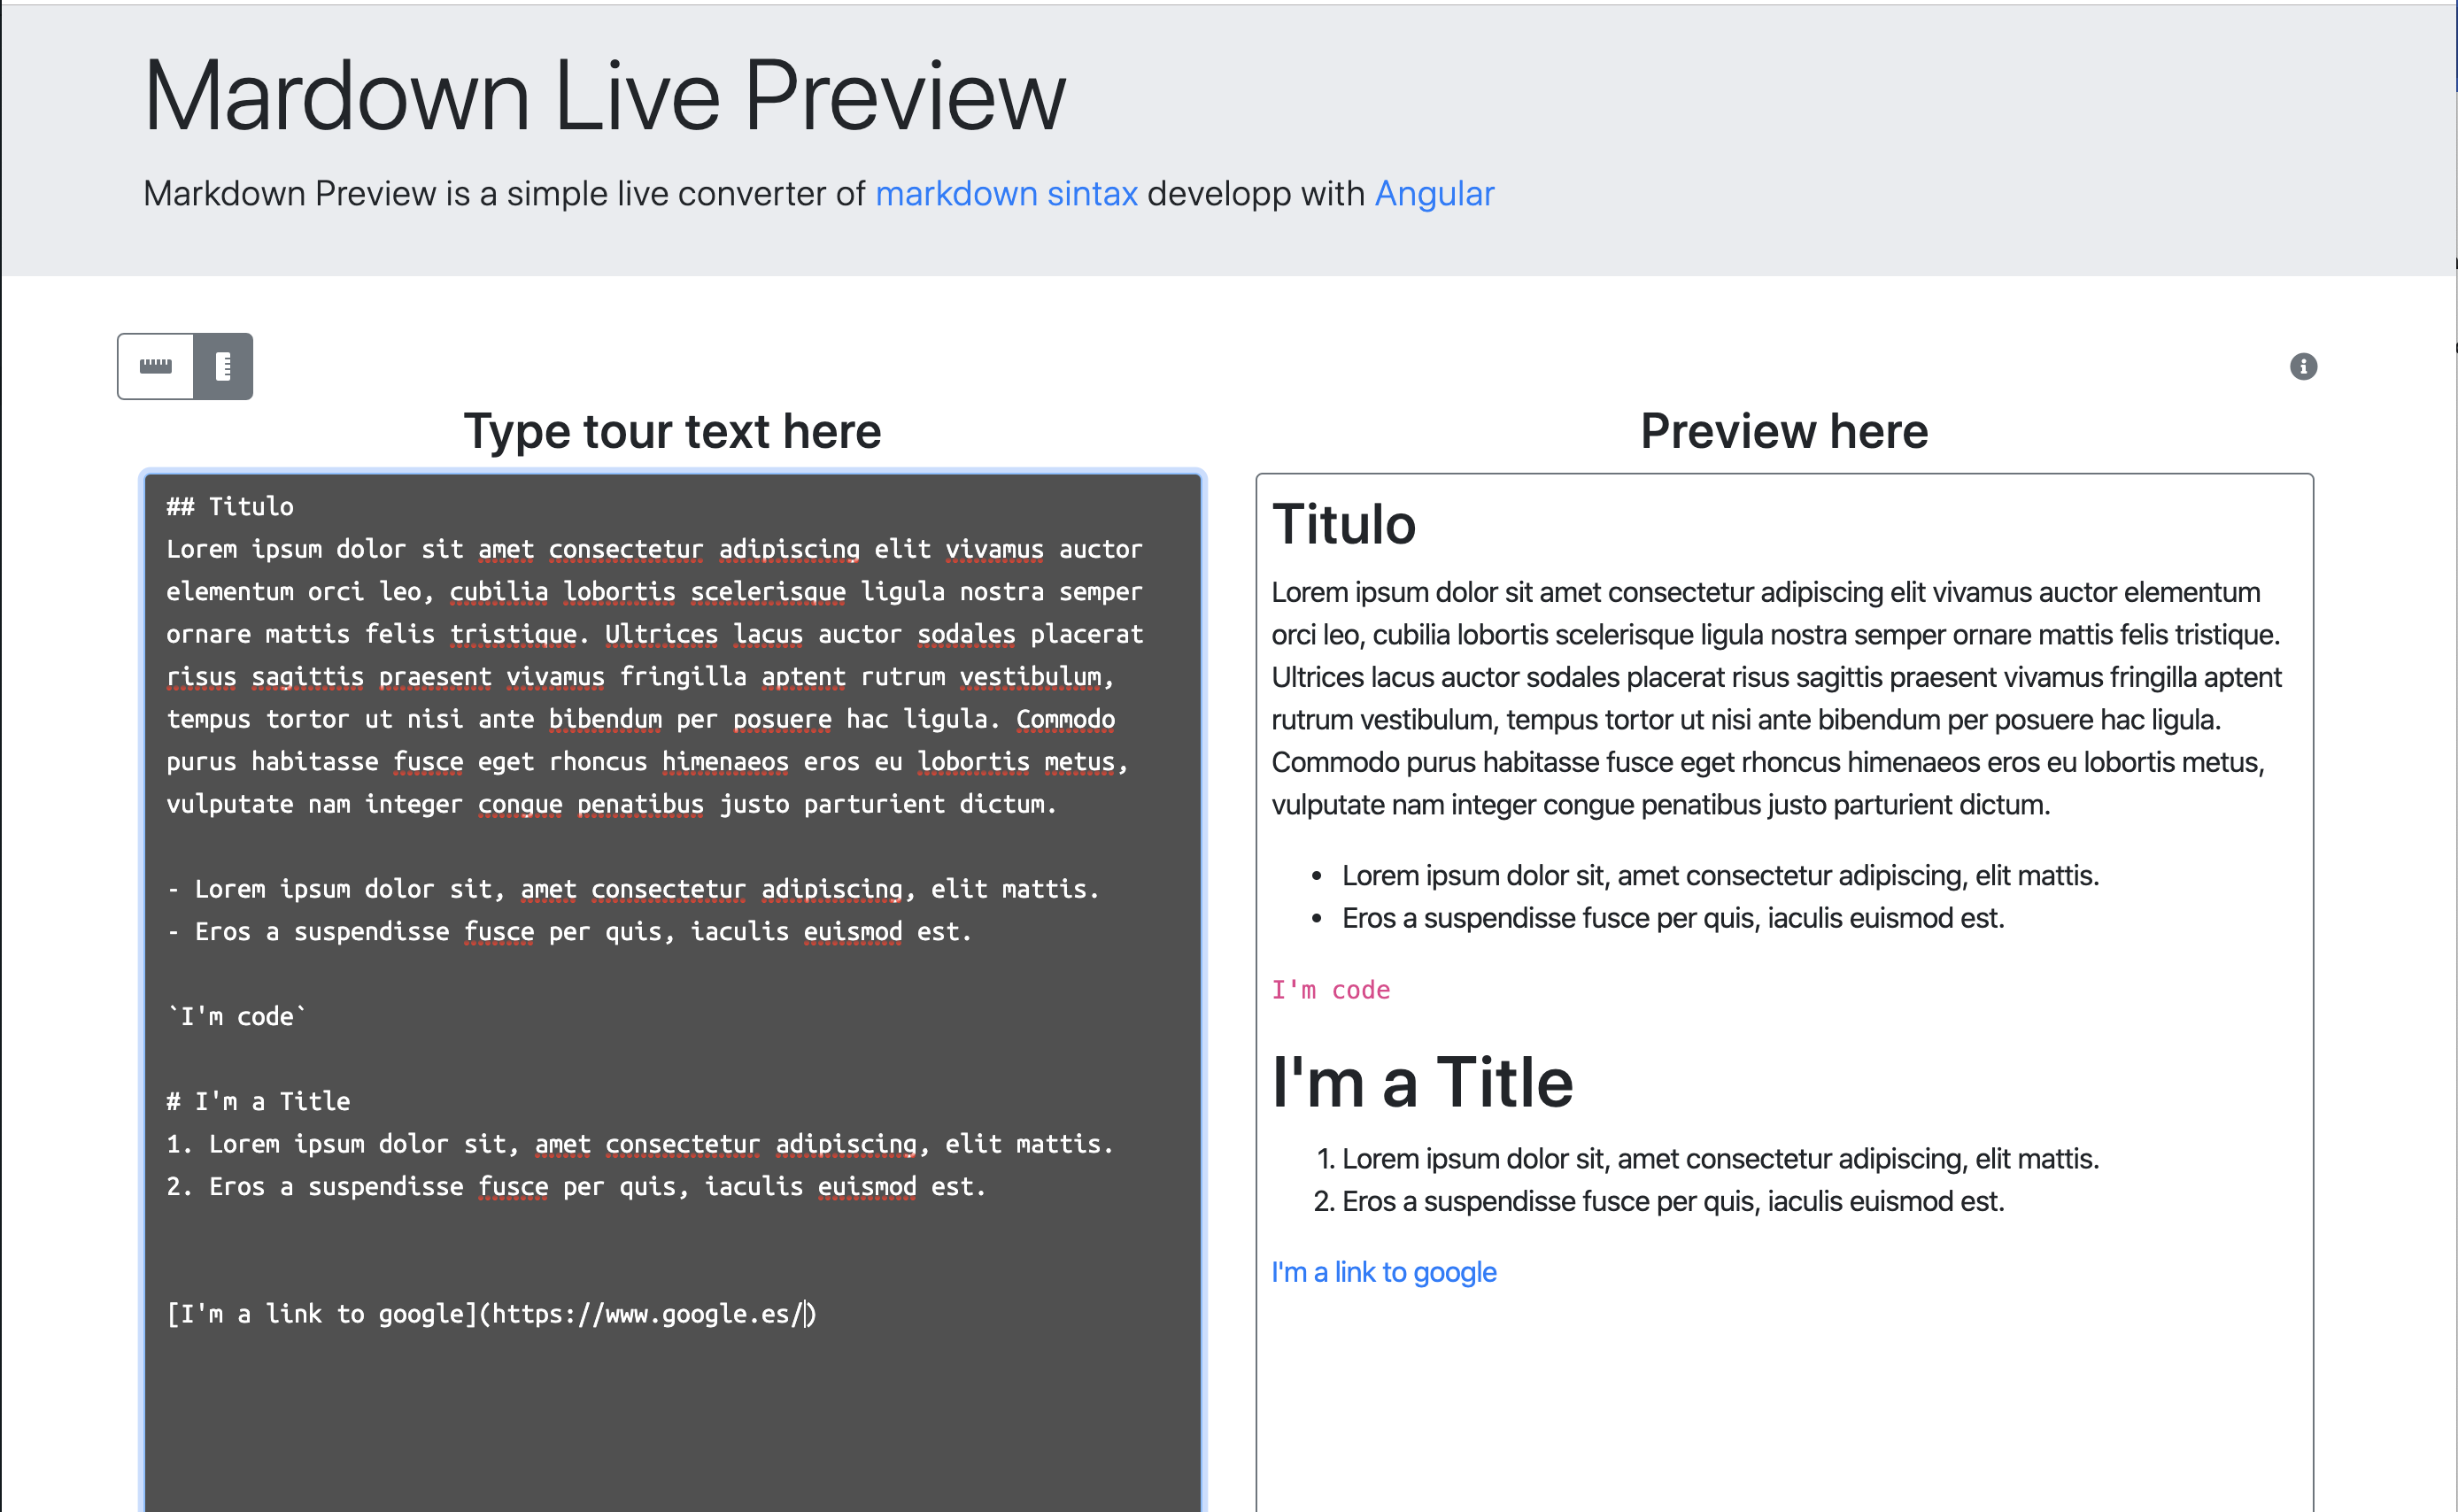 Mardown Live Preview
Markdown Preview is a simple live converter of markdown sintax developp with Angular
Type tour text here
## Titulo
Lorem ipsum dolor sit amet consectetur adipiscing elit vivamus auctor
elementum orci leo, cubilia lobortis scelerisque ligula nostra semper
ornare mattis felis tristique. Ultrices lacus auctor sodales placerat
risus sagittis praesent vivamus fringilla aptent rutrum vestibulum,
tempus tortor ut nisi ante bibendum per posuere hac ligula. Commodo
purus habitasse fusce eget rhoncus himenaeos eros eu lobortis metus,
vulputate nam integer congue penatibus justo parturient dictum.
- Lorem ipsum dolor sit, amet consectetur adipiscing, elit mattis.
- Eros a suspendisse fusce per quis, iaculis euismod est.
`I'm code`
# I'm a Title
1. Lorem ipsum dolor sit, amet consectetur adipiscing, elit mattis.
2. Eros a suspendisse fusce per quis, iaculis euismod est.
[I'm a link to google](https://www.google.es/)
Preview here
Titulo
Lorem ipsum dolor sit amet consectetur adipiscing elit vivamus auctor elementum
orci leo, cubilia lobortis scelerisque ligula nostra semper ornare mattis felis tristique.
Ultrices lacus auctor sodales placerat risus sagittis praesent vivamus fringilla aptent
rutrum vestibulum, tempus tortor ut nisi ante bibendum per posuere hac ligula.
Commodo purus habitasse fusce eget rhoncus himenaeos eros eu lobortis metus,
vulputate nam integer congue penatibus justo parturient dictum.
• Lorem ipsum dolor sit, amet consectetur adipiscing, elit mattis.
• Eros a suspendisse fusce per quis, iaculis euismod est.
I'm code
I'm a Title
1. Lorem ipsum dolor sit, amet consectetur adipiscing, elit mattis.
2. Eros a suspendisse fusce per quis, iaculis euismod est.
I'm a link to google